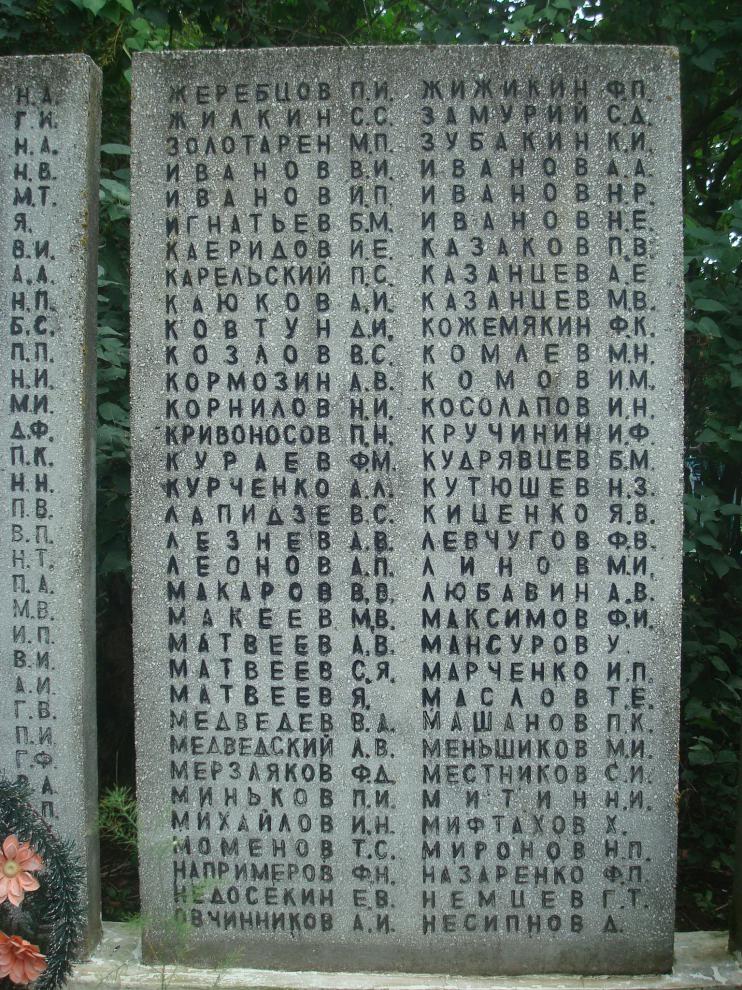 Н.А.
Г.И.
Н.А.
Н.В.
М.Т.
Я.
В.И.
А.А.
Н.П.
Б.С.
П.П.
Н.И.
М.И.
Д.Ф.
П.К.
Н.Н.
П.В.
В.П.
Н.Т.
П.А.
М.В.
И.П.
В.И.
А.И.
Г.В.
П.И.
Г.Ф.
ЖЕРЕБЦОВ П.И.
ЖИЛКИН С.С.
ЗОЛОТАРЕН М.П.
ИВАНОВ В.И.
ИВАНОВ И.П.
ИГНАТЬЕВ Б.М.
КАЕРИДОВ И.Е.
КАРЕЛЬСКИЙ П.С.
КАЮКОВ А.И.
КОВТУН Д.И.
КОЗЛОВ В.С.
КОРМОЗИН А.В.
КОРНИЛОВ Н.И.
КРИВОНОСОВ П.Н.
КУРАЕВ Ф.М.
КУРЧЕНКО А.Л.
ЛАПИДЗЕ В.С.
ЛЕЗНЕВ А.В.
ЛЕОНОВ А.П.
МАКАРОВ В.В.
МАКЕЕВ М.В.
МАТВЕЕВ А.В.
МАТВЕЕВ С.Я.
МАТВЕЕВ Я.
МЕДВЕДЕВ В.А.
МЕДВЕДСКИЙ А.В.
МЕРЗЛЯКОВ Ф.Д.
МИНЬКОВ П.И.
МИХАЙЛОВ И.Н.
МОМЕНОВ Т.С.
НАПРИМЕРОВ Ф.Н.
НЕДОСЕКИН Е.В.
ОВЧИННИКОВ А.И.
ЖИЖИКИН Ф.П.
ЗАМУРИЙ С.Д.
ЗУБАКИН К.И.
ИВАНОВ А.А.
ИВАНОВ Н.Р.
ИВАНОВ Н.Е.
КАЗАКОВ П.В.
КАЗАНЦЕВ А.Е
КАЗАНЦЕВ М.В.
КОЖЕМЯКИН Ф.К.
КОМЛЕВ М.Н.
КОМОВ И.М.
КОСОЛАПОВ И.Н.
КРУЧИНИН И.Ф.
КУДРЯВЦЕВ Б.М.
КУТЮШЕВ Н.З.
КИЦЕНКО Я.В.
ЛЕВЧУГОВ Ф.В.
ЛИНОВ М.И.
ЛЮБАВИН А.В.
МАКСИМОВ Ф.И.
МАНСУРОВ У.
МАРЧЕНКО И.П.
МАСЛОВ Т.Е.
МАШАНОВ П.К.
МЕНЬШИКОВ М.И.
МЕСТНИКОВ С.И.
МИТИН Н.И.
МИФТАХОВ Х.
МИРОНОВ Н.П.
НАЗАРЕНКО Ф.П.
НЕМЦЕВ Г.Т.
НЕСИПНОВ Д.